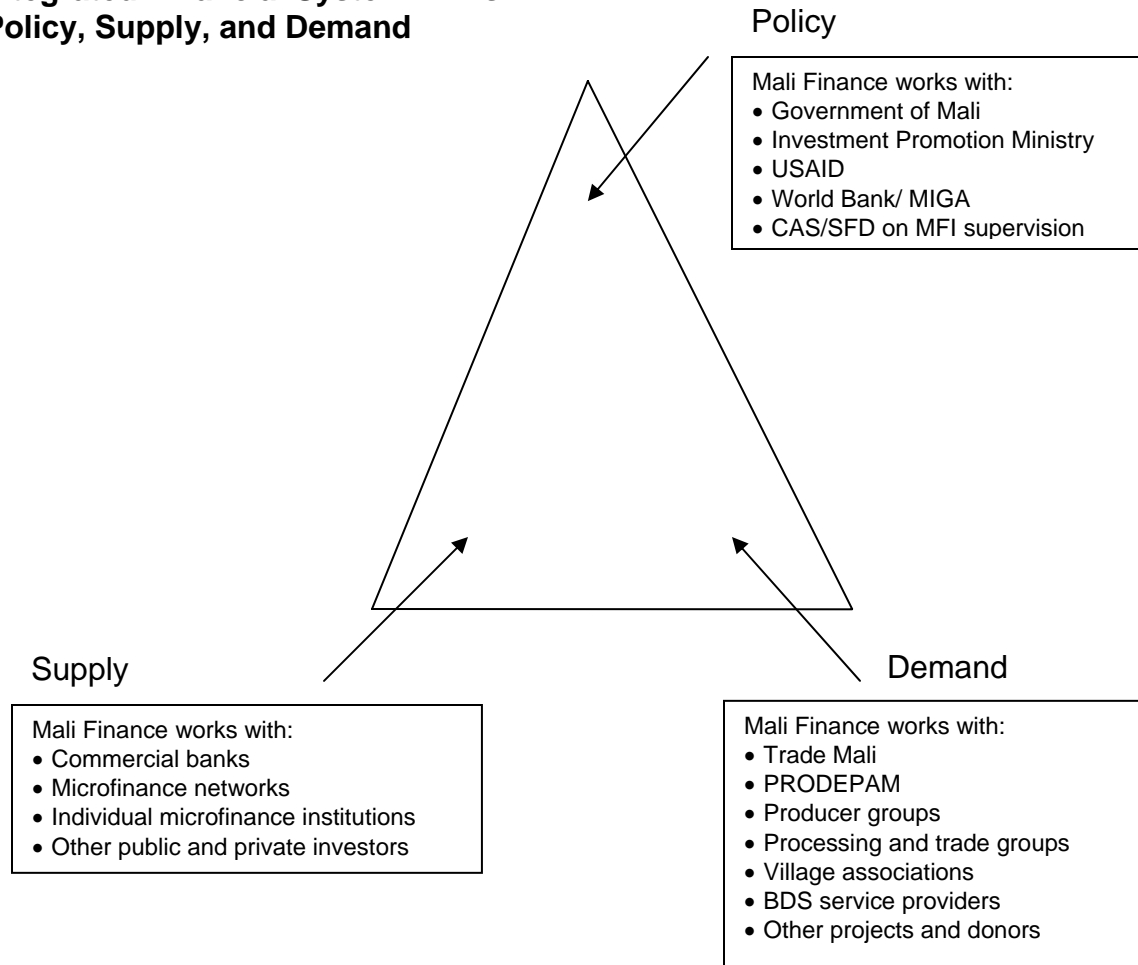 Policy, Supply, and Demand
Policy
Mali Finance works with:
• Government of Mali
• Investment Promotion Ministry
• USAID
• World Bank/ MIGA
• CAS/SFD on MFI supervision
Supply
Mali Finance works with:
• Commercial banks
• Microfinance networks
• Individual microfinance institutions
• Other public and private investors
Demand
Mali Finance works with:
• Trade Mali
• PRODEPAM
• Producer groups
• Processing and trade groups
• Village associations
• BDS service providers
• Other projects and donors